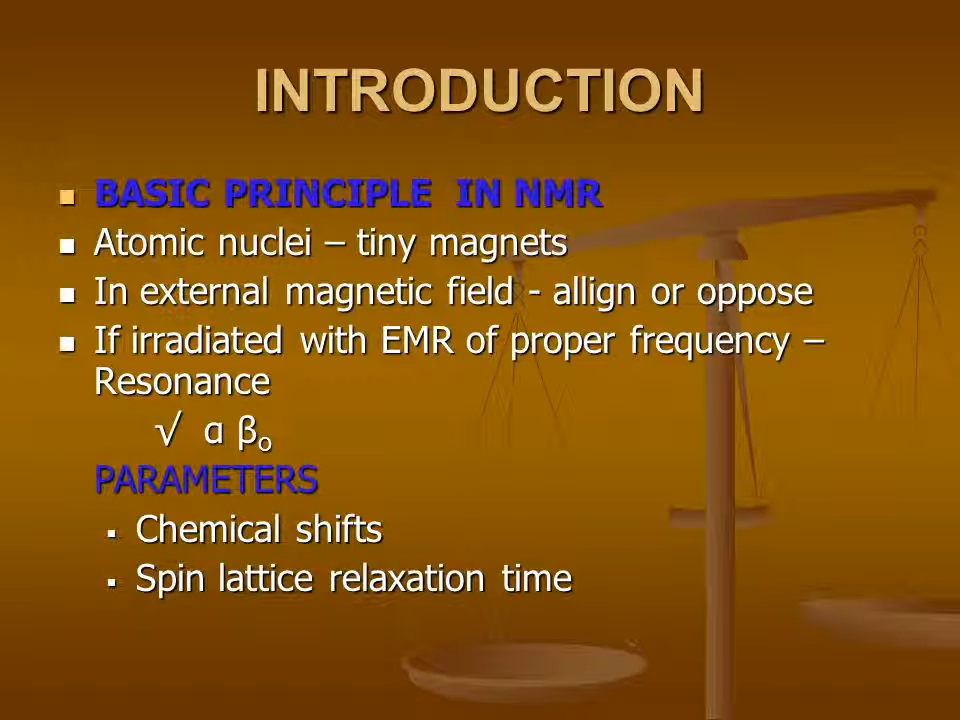 INTRODUCTION
BASIC PRINCIPLE IN NMR
Atomic nuclei – tiny magnets
In external magnetic field - allign or oppose
If irradiated with EMR of proper frequency –
Resonance
√ α βo
PARAMETERS
Chemical shifts
Spin lattice relaxation time